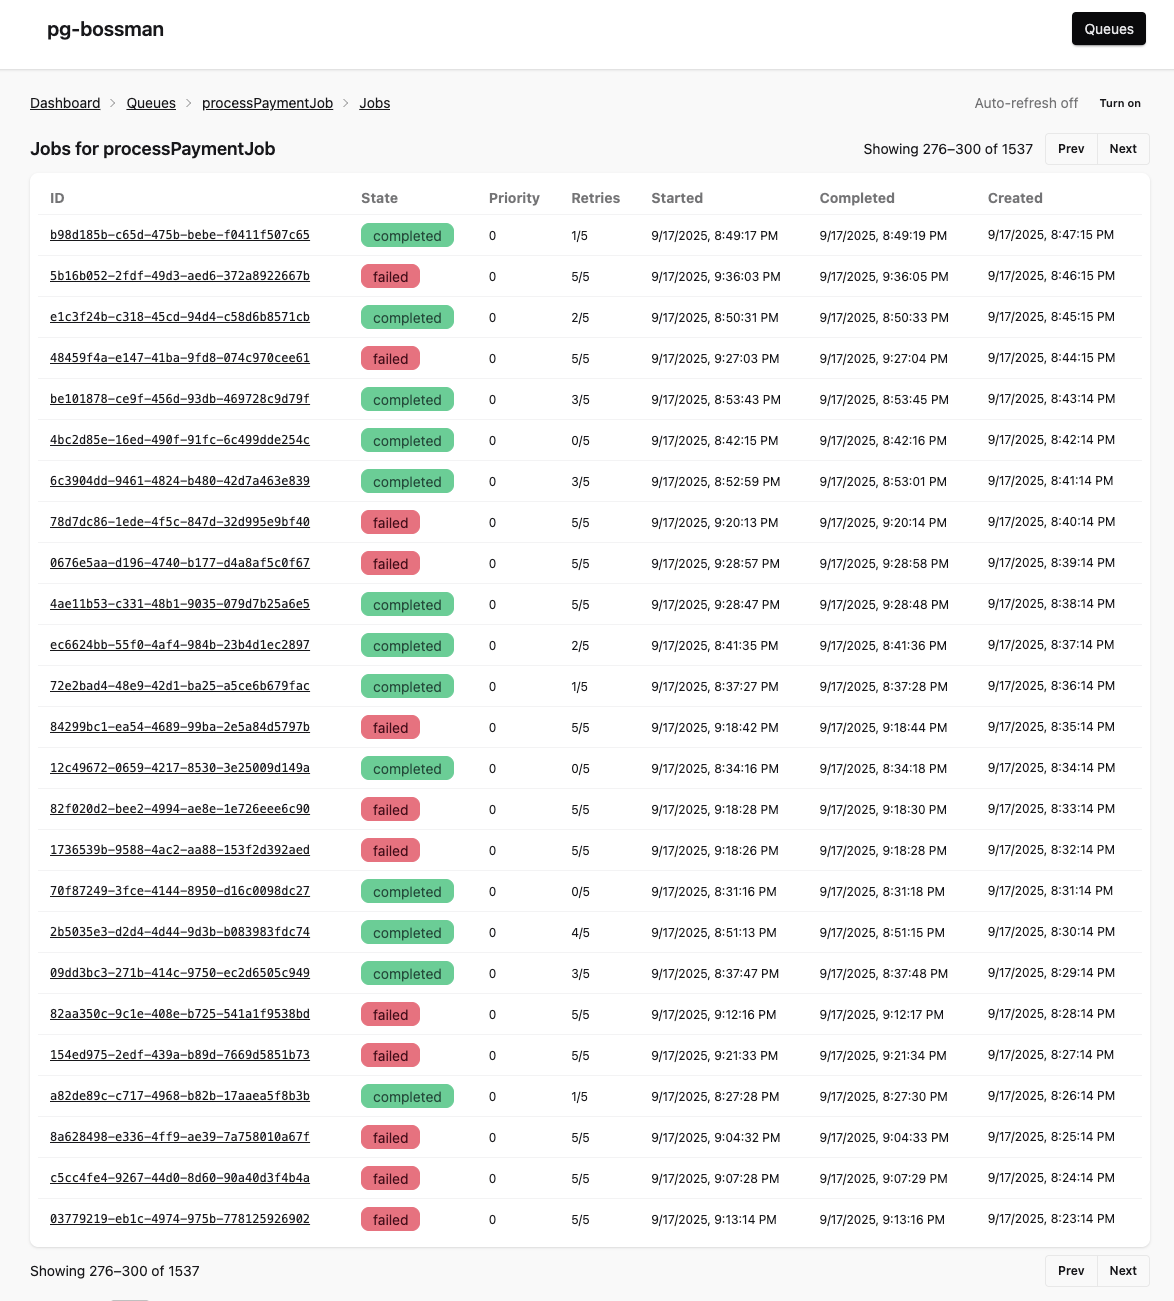 pg-bossman
Queues
Dashboard > Queues > processPaymentJob > Jobs
Auto-refresh off Turn on
Jobs for processPaymentJob
Showing 276–300 of 1537 Prev Next
ID State Priority Retries Started Completed Created
b98d185b-c65d-475b-bebe-f0411f507c65 completed 0 1/5 9/17/2025, 8:49:17 PM 9/17/2025, 8:49:19 PM 9/17/2025, 8:47:15 PM
5b16b052-2fdf-49d3-aed6-372a8922667b failed 0 5/5 9/17/2025, 9:36:03 PM 9/17/2025, 9:36:05 PM 9/17/2025, 8:46:15 PM
e1c3f24b-c318-45cd-94d4-c58d6b8571cb completed 0 2/5 9/17/2025, 8:50:31 PM 9/17/2025, 8:50:33 PM 9/17/2025, 8:45:15 PM
48459f4a-e147-41ba-9fd8-074c970cee61 failed 0 5/5 9/17/2025, 9:27:03 PM 9/17/2025, 9:27:04 PM 9/17/2025, 8:44:15 PM
be101878-ce9f-456d-93db-469728c9d79f completed 0 3/5 9/17/2025, 8:53:43 PM 9/17/2025, 8:53:45 PM 9/17/2025, 8:43:14 PM
4bc2d85e-16ed-490f-91fc-6c499dde254c completed 0 0/5 9/17/2025, 8:42:15 PM 9/17/2025, 8:42:16 PM 9/17/2025, 8:42:14 PM
6c3904dd-9461-4824-b480-42d7a463e839 completed 0 3/5 9/17/2025, 8:52:59 PM 9/17/2025, 8:53:01 PM 9/17/2025, 8:41:14 PM
78d7dc86-1ede-4f5c-847d-32d995e9bf40 failed 0 5/5 9/17/2025, 9:20:13 PM 9/17/2025, 9:20:14 PM 9/17/2025, 8:40:14 PM
0676e5aa-d196-4740-b177-d4a8af5c0f67 failed 0 5/5 9/17/2025, 9:28:57 PM 9/17/2025, 9:28:58 PM 9/17/2025, 8:39:14 PM
4ae11b53-c331-48b1-9035-079d7b25a6e5 completed 0 5/5 9/17/2025, 9:28:47 PM 9/17/2025, 9:28:48 PM 9/17/2025, 8:38:14 PM
ec6624bb-55f0-4af4-984b-23b4d1ec2897 completed 0 2/5 9/17/2025, 8:41:35 PM 9/17/2025, 8:41:36 PM 9/17/2025, 8:37:14 PM
72e2bad4-48e9-42d1-ba25-a5ce6b679fac completed 0 1/5 9/17/2025, 8:37:27 PM 9/17/2025, 8:37:28 PM 9/17/2025, 8:36:14 PM
84299bc1-ea54-4689-99ba-2e5a84d5797b failed 0 5/5 9/17/2025, 9:18:42 PM 9/17/2025, 9:18:44 PM 9/17/2025, 8:35:14 PM
12c49672-0659-4217-8530-3e25009d149a completed 0 0/5 9/17/2025, 8:34:16 PM 9/17/2025, 8:34:18 PM 9/17/2025, 8:34:14 PM
82f020d2-bee2-4994-ae8e-1e726eee6c90 failed 0 5/5 9/17/2025, 9:18:28 PM 9/17/2025, 9:18:30 PM 9/17/2025, 8:33:14 PM
1736539b-9588-4ac2-aa88-153f2d392aed failed 0 5/5 9/17/2025, 9:18:26 PM 9/17/2025, 9:18:28 PM 9/17/2025, 8:32:14 PM
70f87249-3fce-4144-8950-d16c0098dc27 completed 0 0/5 9/17/2025, 8:31:16 PM 9/17/2025, 8:31:18 PM 9/17/2025, 8:31:14 PM
2b5035e3-d2d4-4d44-9d3b-b083983fdc74 completed 0 4/5 9/17/2025, 8:51:13 PM 9/17/2025, 8:51:15 PM 9/17/2025, 8:30:14 PM
09dd3bc3-271b-414c-9750-ec2d6505c949 completed 0 3/5 9/17/2025, 8:37:47 PM 9/17/2025, 8:37:48 PM 9/17/2025, 8:29:14 PM
82aa350c-9c1e-408e-b725-541a1f9538bd failed 0 5/5 9/17/2025, 9:12:16 PM 9/17/2025, 9:12:17 PM 9/17/2025, 8:28:14 PM
154ed975-2edf-439a-b89d-7669d5851b73 failed 0 5/5 9/17/2025, 9:21:33 PM 9/17/2025, 9:21:34 PM 9/17/2025, 8:27:14 PM
a82de89c-c717-4968-b82b-17aaea5f8b3b completed 0 1/5 9/17/2025, 8:27:28 PM 9/17/2025, 8:27:30 PM 9/17/2025, 8:26:14 PM
8a628498-e336-4ff9-ae39-7a758010a67f failed 0 5/5 9/17/2025, 9:04:32 PM 9/17/2025, 9:04:33 PM 9/17/2025, 8:25:14 PM
c5cc4fe4-9267-44d0-8d60-90a40d3f4b4a failed 0 5/5 9/17/2025, 9:07:28 PM 9/17/2025, 9:07:29 PM 9/17/2025, 8:24:14 PM
03779219-eb1c-4974-975b-778125926902 failed 0 5/5 9/17/2025, 9:13:14 PM 9/17/2025, 9:13:16 PM 9/17/2025, 8:23:14 PM
Showing 276–300 of 1537 Prev Next